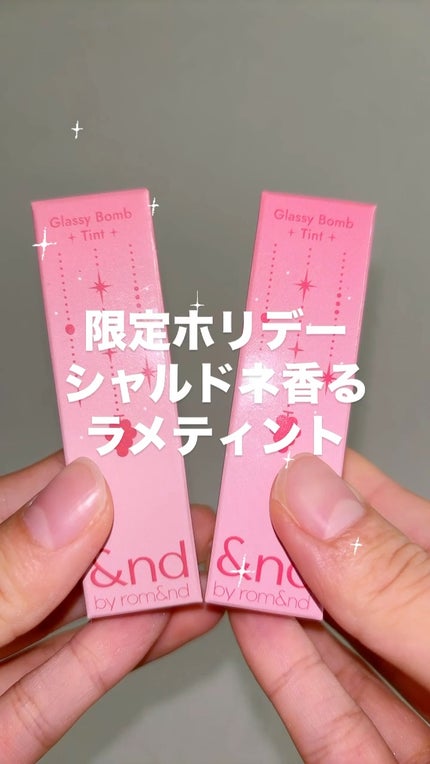 Glassy Bomb
Tint
Glassy Bomb
Tint
限定ホリデー
シャルドネ香る
ラメティント
&nd
by rom&nd
&nd
by rom&nd